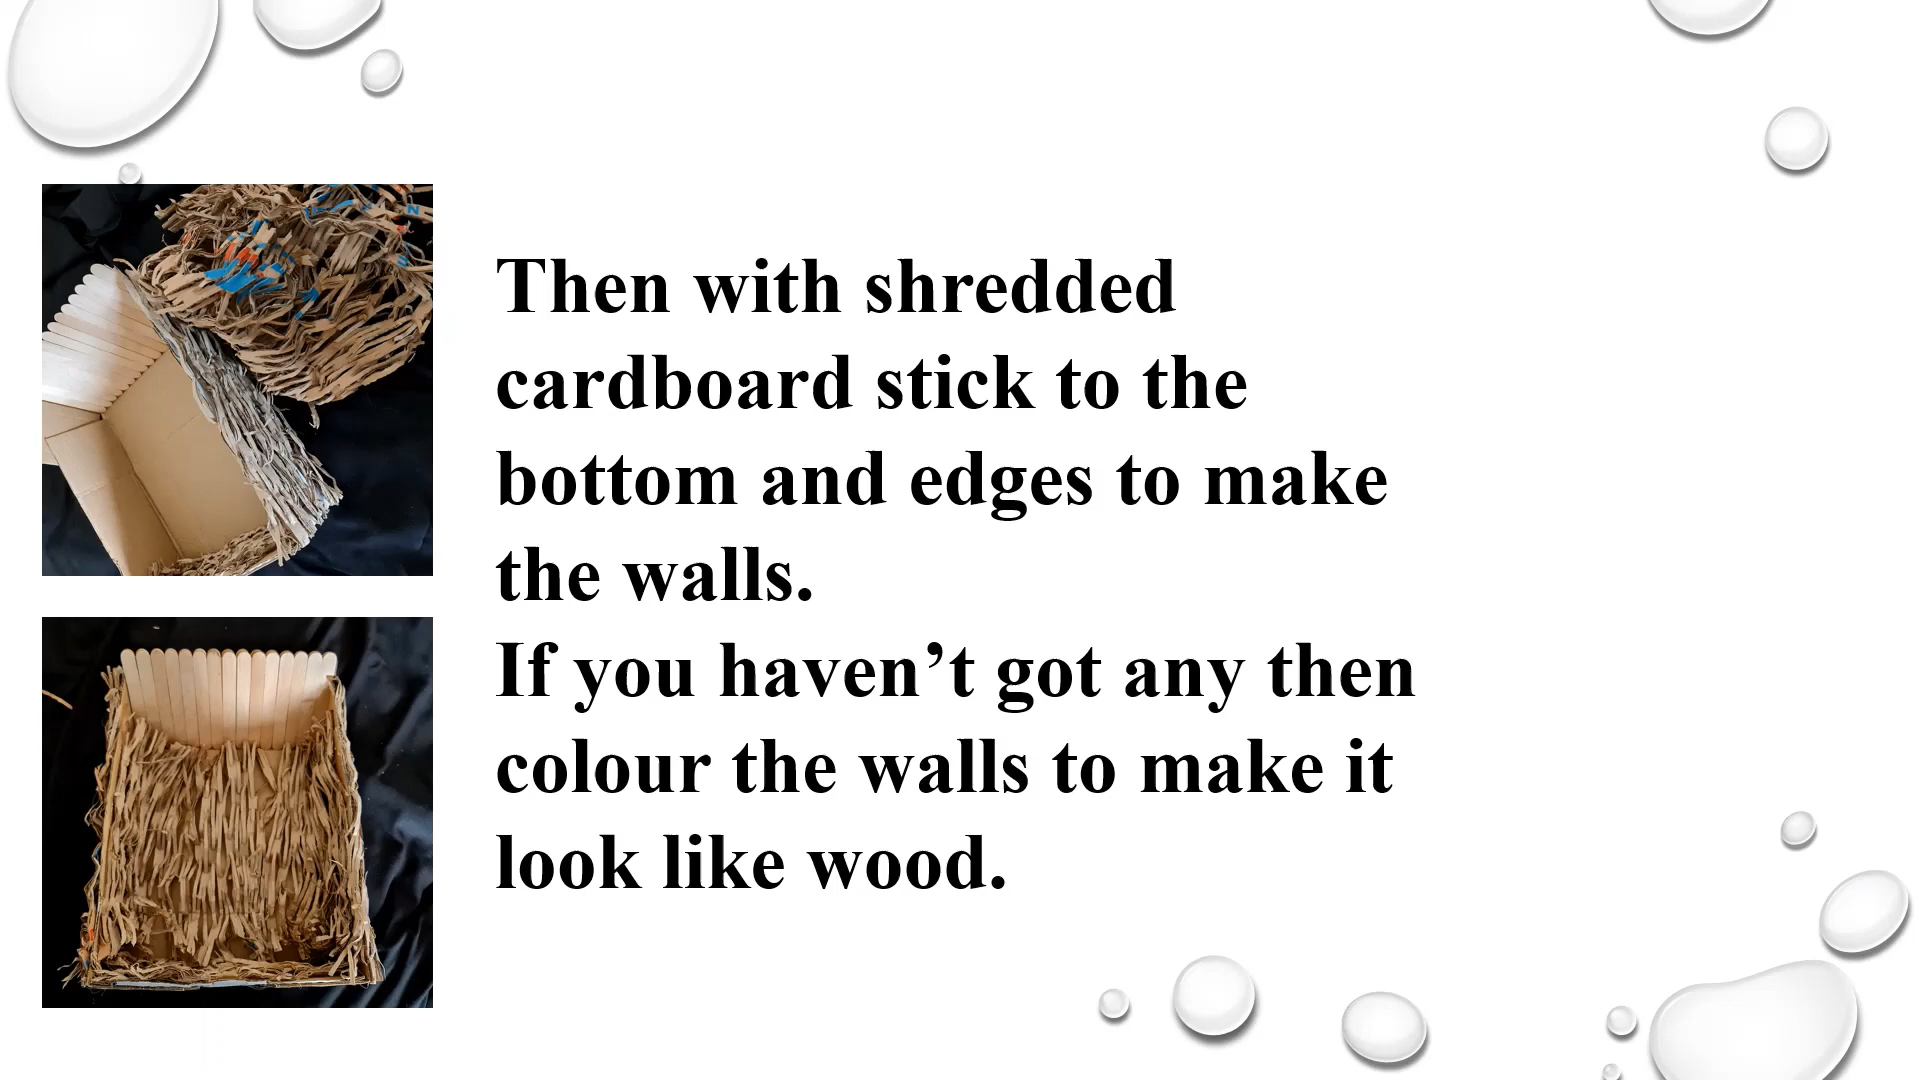 Then with shredded
cardboard stick to the
bottom and edges to make
the walls.
If you haven’t got any then
colour the walls to make it
look like wood.